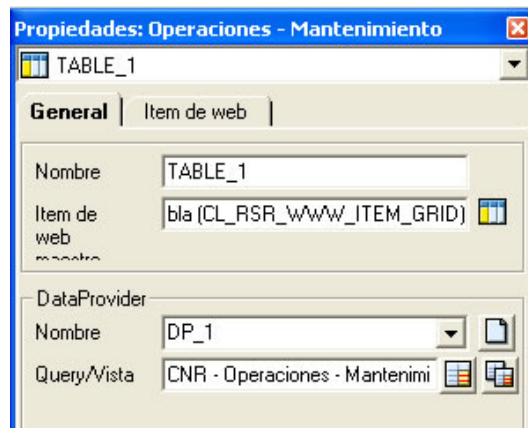 Propiedades: Operaciones - Mantenimiento
TABLE_1
General Item de web
Nombre TABLE_1
Item de web maestro bla (CL_RSR_WWW_ITEM_GRID)
DataProvider
Nombre DP_1
Query/Vista CNR - Operaciones - Mantenimi